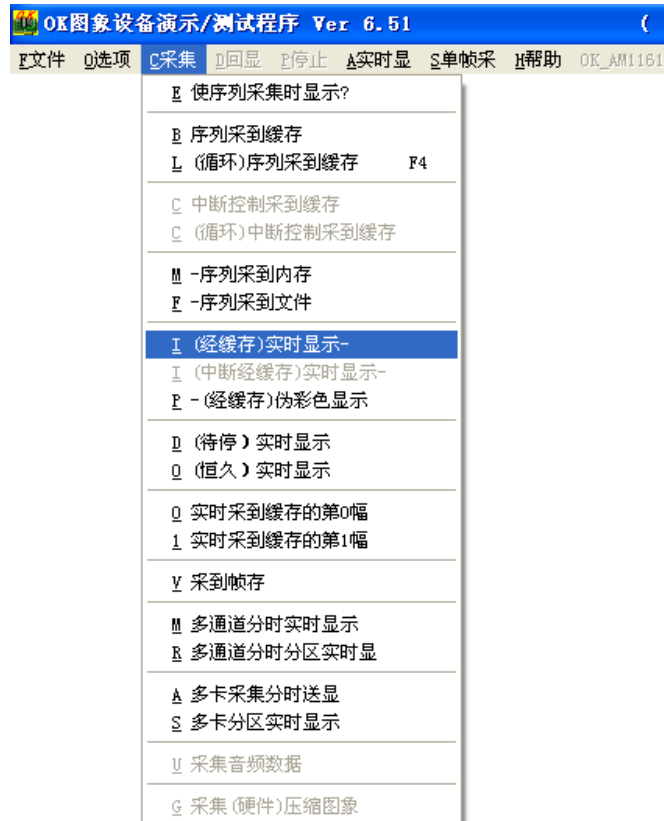 OK图象设备演示/测试程序 Ver 6.51 (
F文件 O选项 C采集 D回显 P停止 A实时显 S单帧采 H帮助 OK_AM1161
E 使序列采集时显示?
B 序列采到缓存
L (循环)序列采到缓存 F4
C 中断控制采到缓存
C (循环)中断控制采到缓存
M -序列采到内存
F -序列采到文件
I (经缓存)实时显示-
I (中断经缓存)实时显示-
P -(经缓存)伪彩色显示
D (待停)实时显示
O (恒久)实时显示
0 实时采到缓存的第0幅
1 实时采到缓存的第1幅
V 采到帧存
M 多通道分时实时显示
R 多通道分时分区实时显
A 多卡采集分时送显
S 多卡分区实时显示
U 采集音频数据
G 采集(硬件)压缩图象